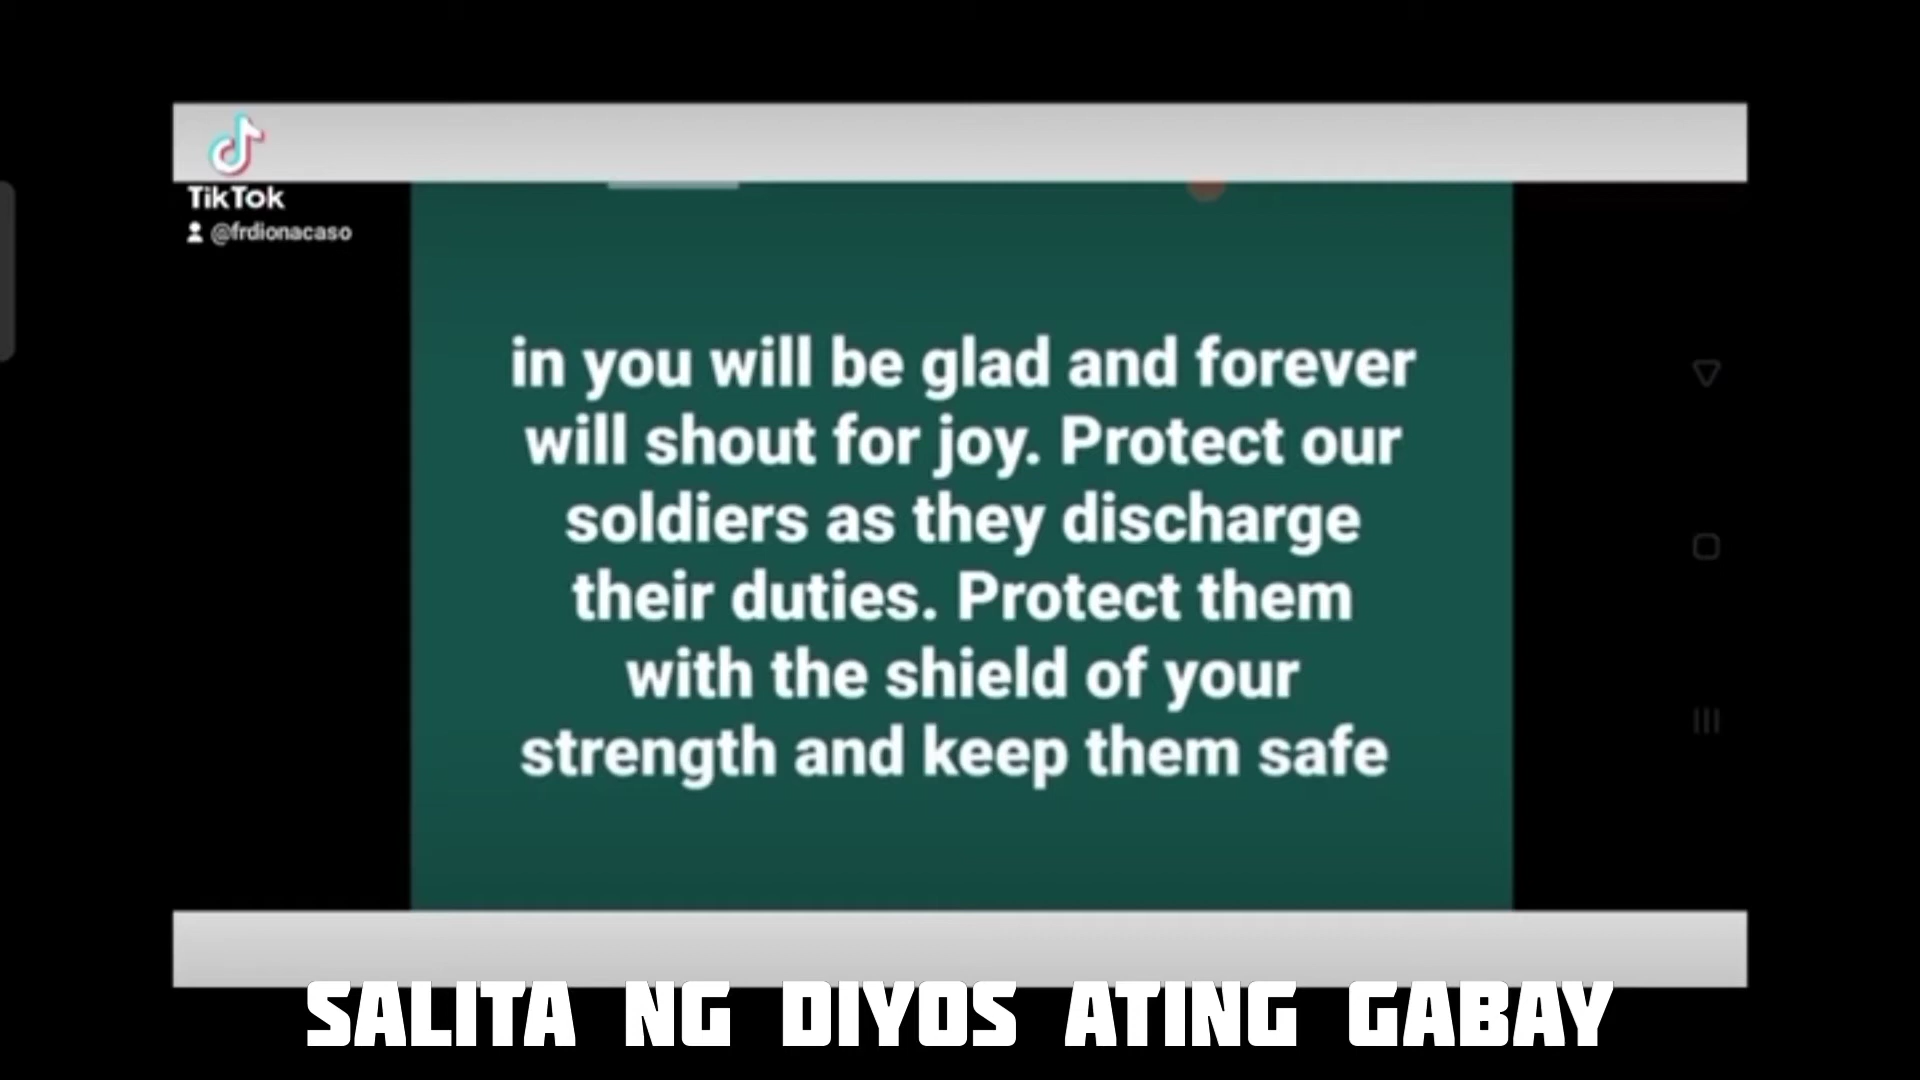 TikTok
@frdionacaso
in you will be glad and forever
will shout for joy. Protect our
soldiers as they discharge
their duties. Protect them
with the shield of your
strength and keep them safe
SALITA NG DIYOS ATING GABAY